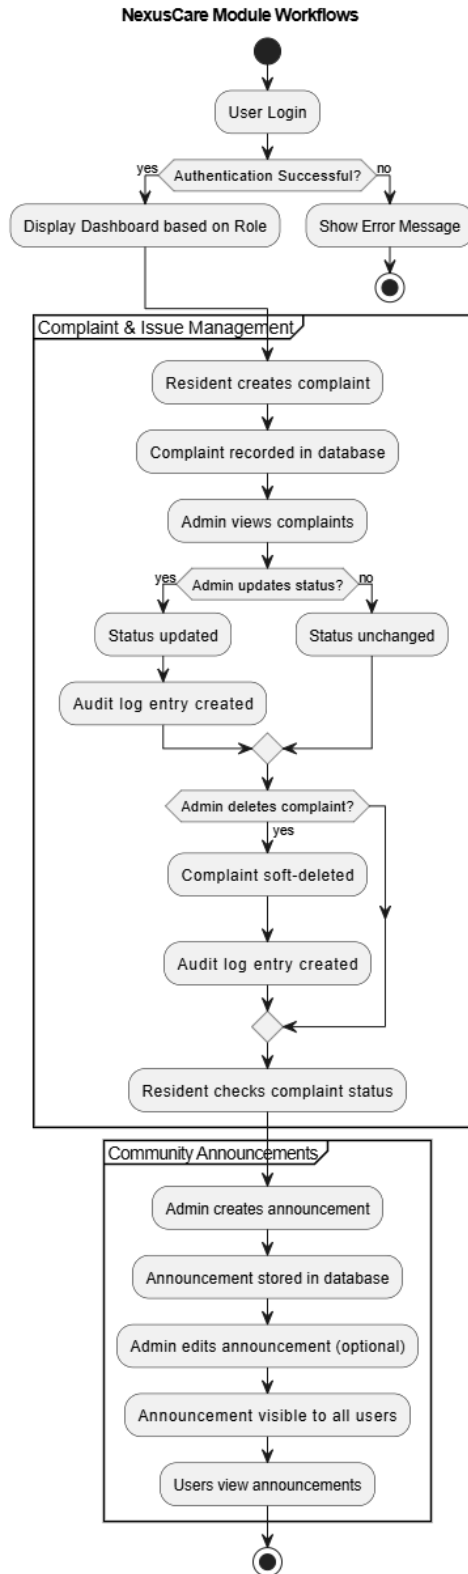 NexusCare Module Workflows
User Login
Authentication Successful?
yes
no
Display Dashboard based on Role
Show Error Message
Complaint & Issue Management
Resident creates complaint
Complaint recorded in database
Admin views complaints
Admin updates status?
yes
no
Status updated
Status unchanged
Audit log entry created
Admin deletes complaint?
yes
Complaint soft-deleted
Audit log entry created
Resident checks complaint status
Community Announcements
Admin creates announcement
Announcement stored in database
Admin edits announcement (optional)
Announcement visible to all users
Users view announcements